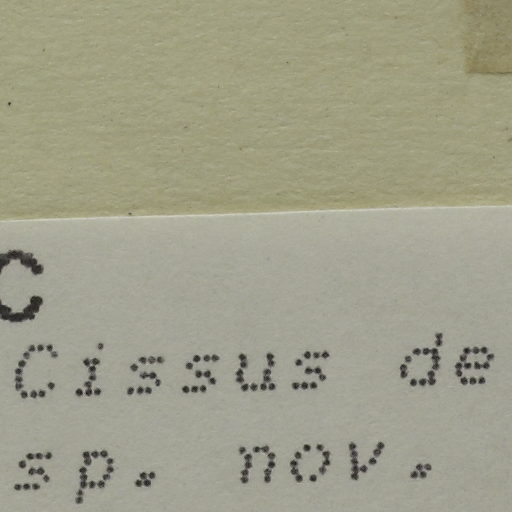 C
Cissus de
sp. nov.